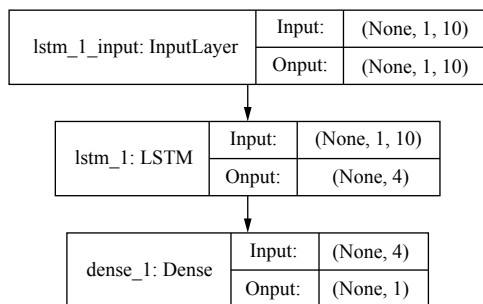 lstm_1_input: InputLayer
Input: (None, 1, 10)
Onput: (None, 1, 10)
lstm_1: LSTM
Input: (None, 1, 10)
Onput: (None, 4)
dense_1: Dense
Input: (None, 4)
Onput: (None, 1)